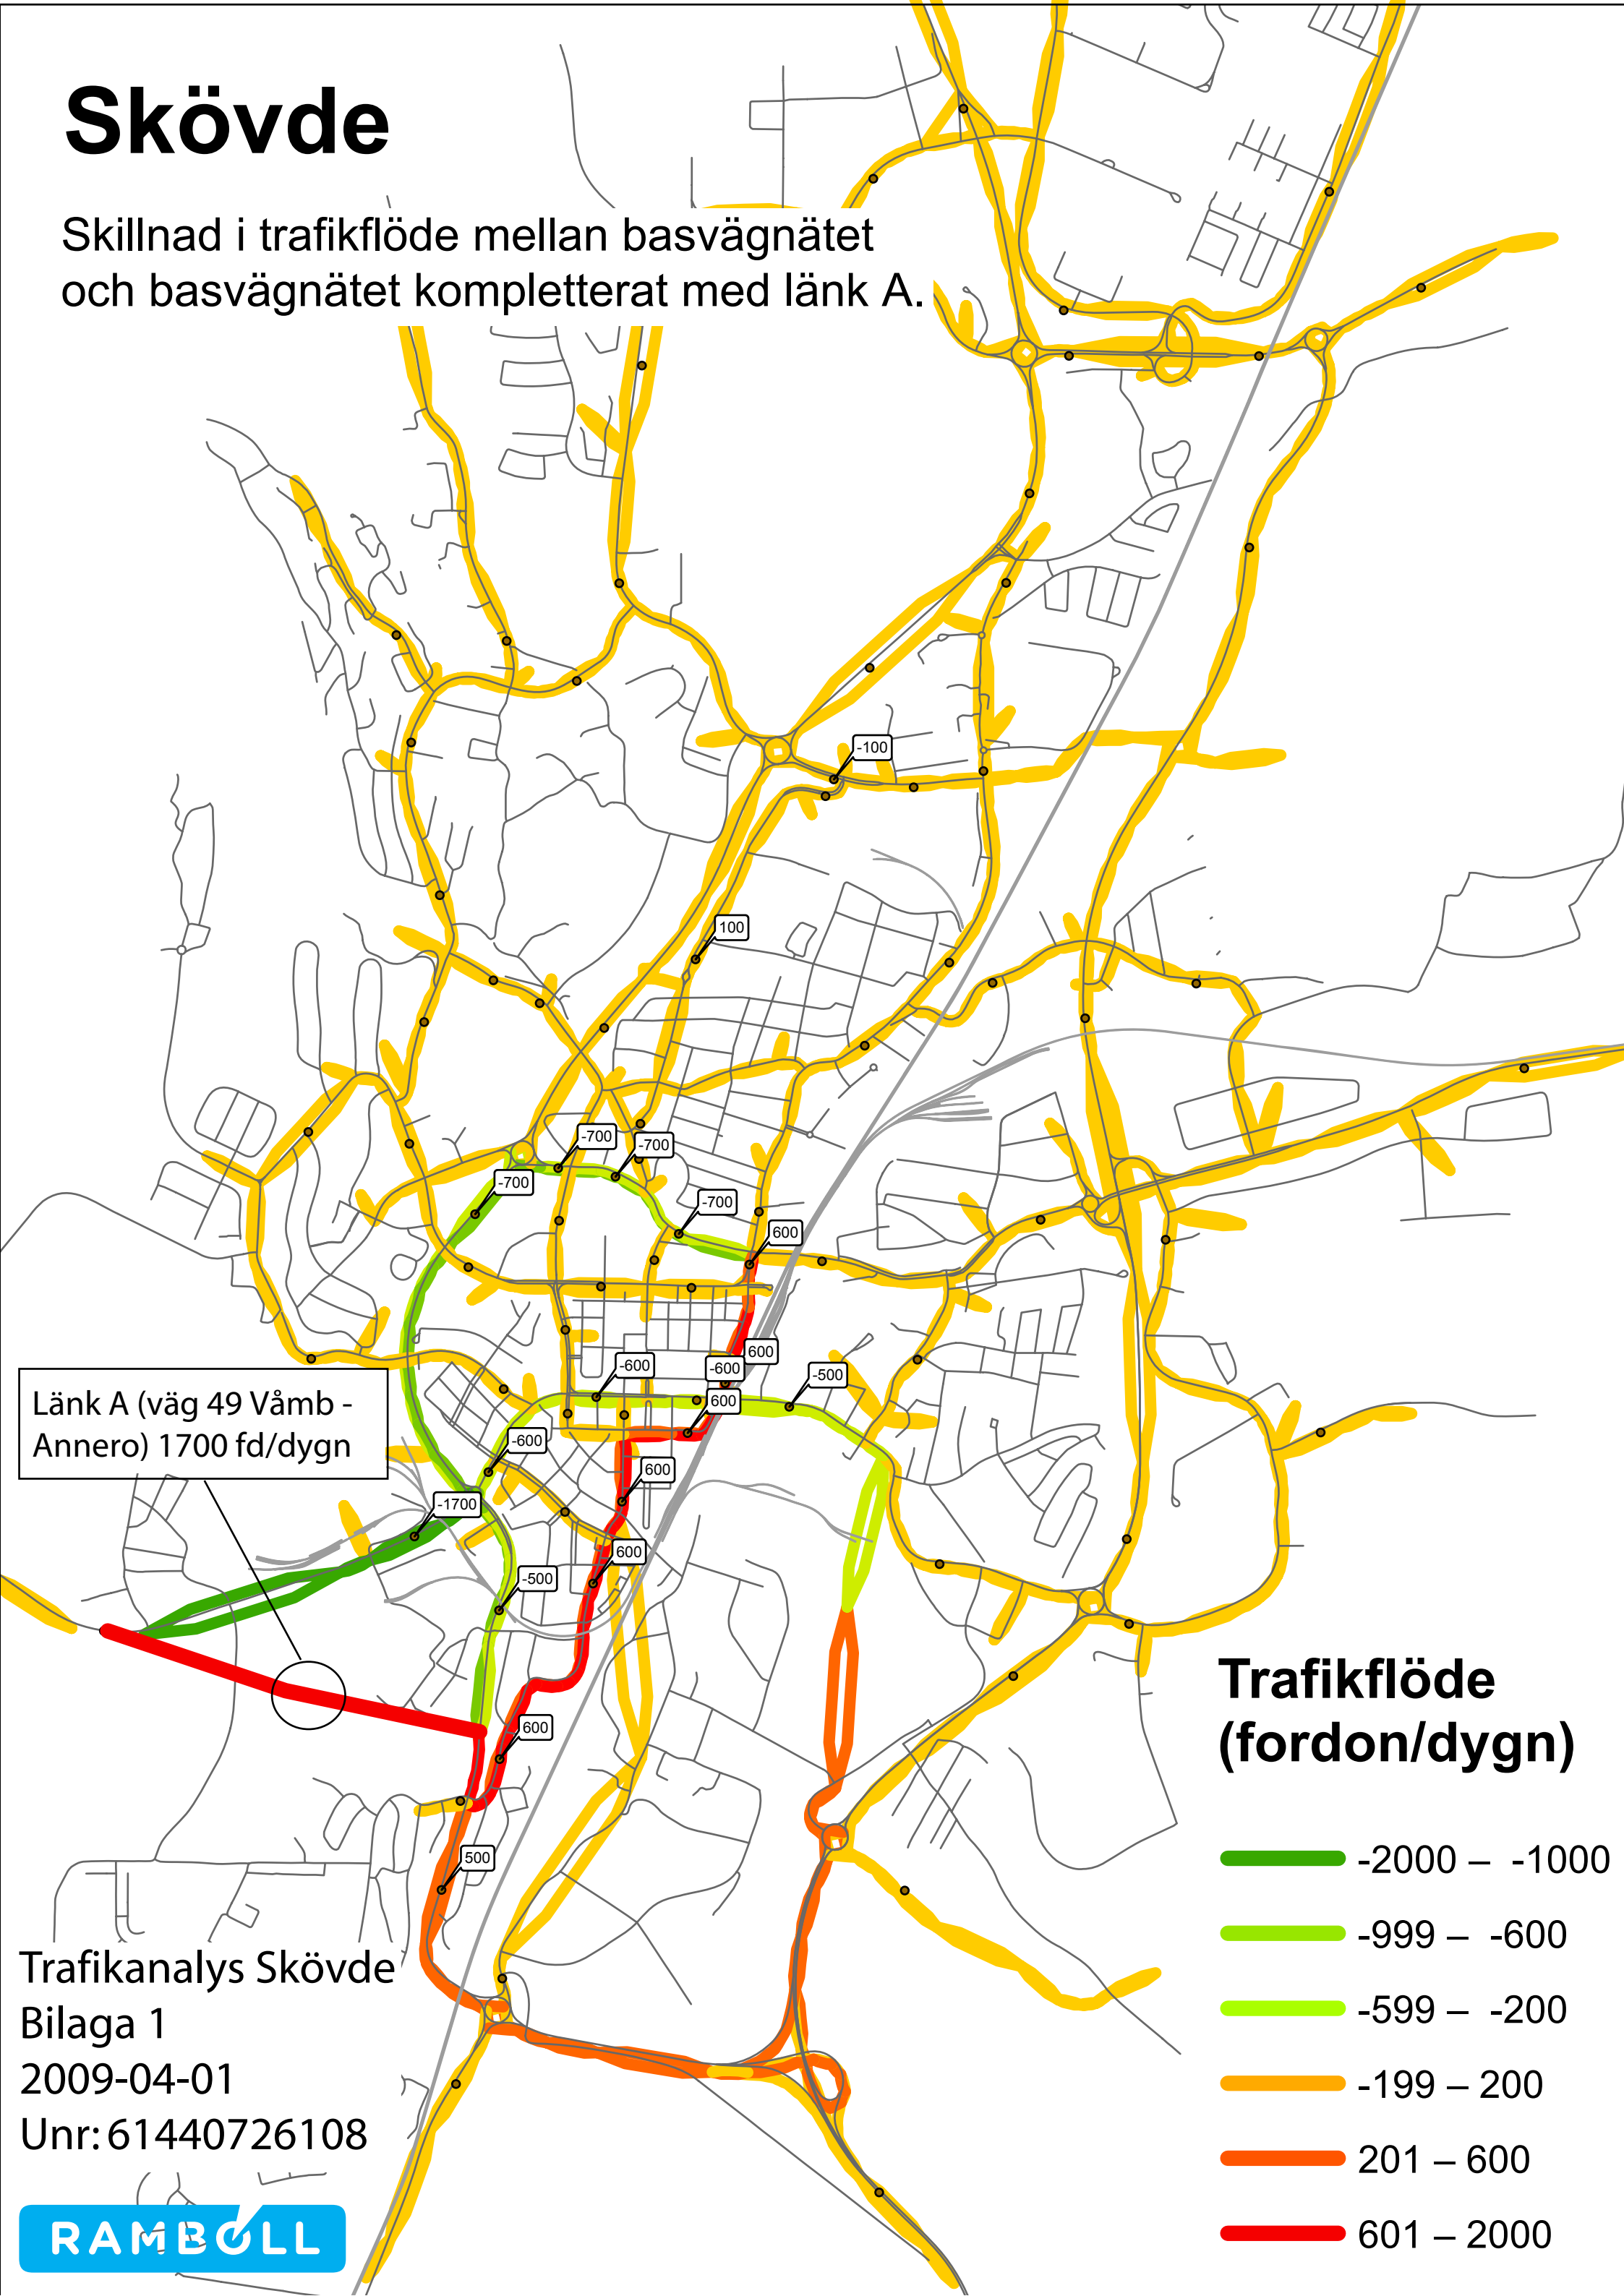 Skövde
Skillnad i trafikflöde mellan basvägnätet
och basvägnätet kompletterat med länk A.
-100
100
-700
-700
-700
-700
600
600
-600
-600
-500
600
Länk A (väg 49 Våmb -
Annero) 1700 fd/dygn
-600
600
-1700
600
-500
600
500
Trafikflöde
(fordon/dygn)
-2000 – -1000
-999 – -600
-599 – -200
-199 – 200
201 – 600
601 – 2000
Trafikanalys Skövde
Bilaga 1
2009-04-01
Unr: 61440726108
RAMBØLL